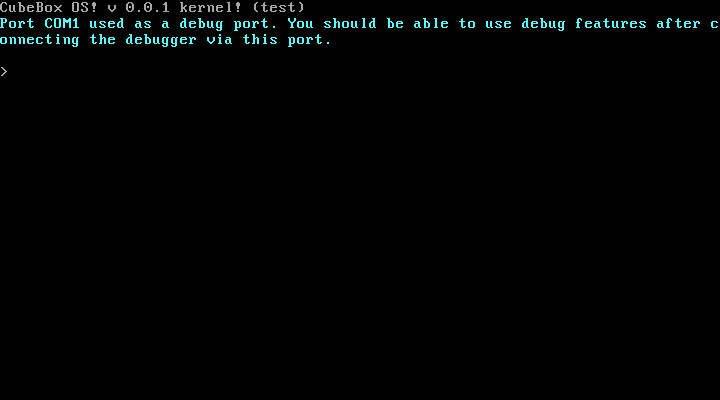 CubeBox OS! v 0.0.1 kernel! (test)
Port COM1 used as a debug port. You should be able to use debug features after c
onnecting the debugger via this port.
>